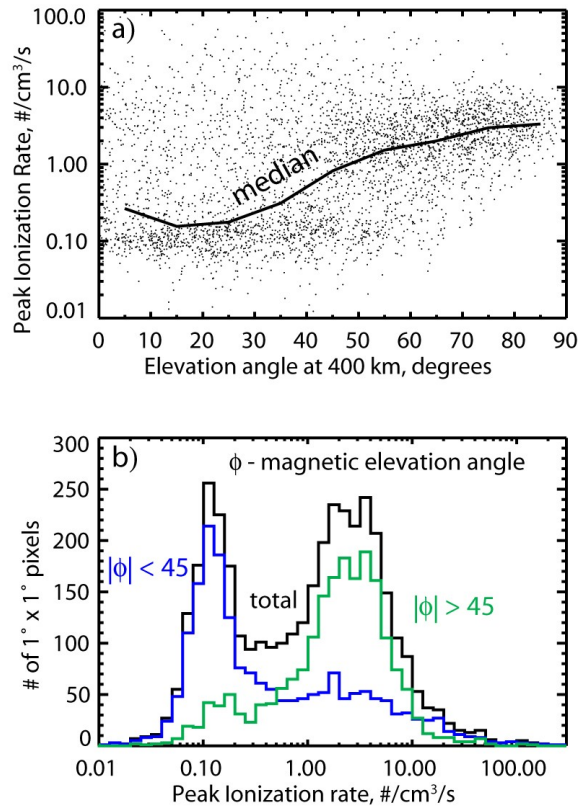 a)
100.0
10.0
1.00
0.10
0.01
Peak Ionization Rate, #/cm³/s
median
0 10 20 30 40 50 60 70 80 90
Elevation angle at 400 km, degrees
b)
ϕ - magnetic elevation angle
300
250
200
150
100
50
0
# of 1° x 1° pixels
|ϕ| < 45
total
|ϕ| > 45
0.01 0.10 1.00 10.00 100.00
Peak Ionization rate, #/cm³/s